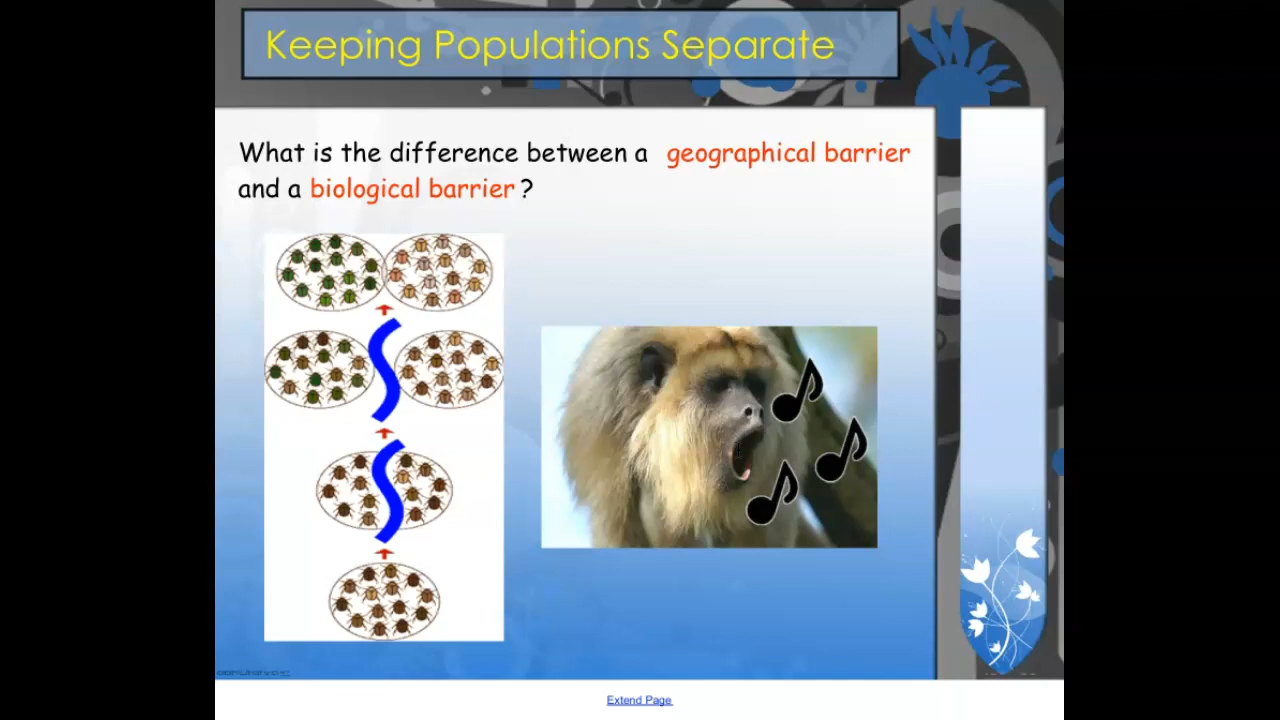 Keeping Populations Separate
What is the difference between a geographical barrier
and a biological barrier ?
Extend Page